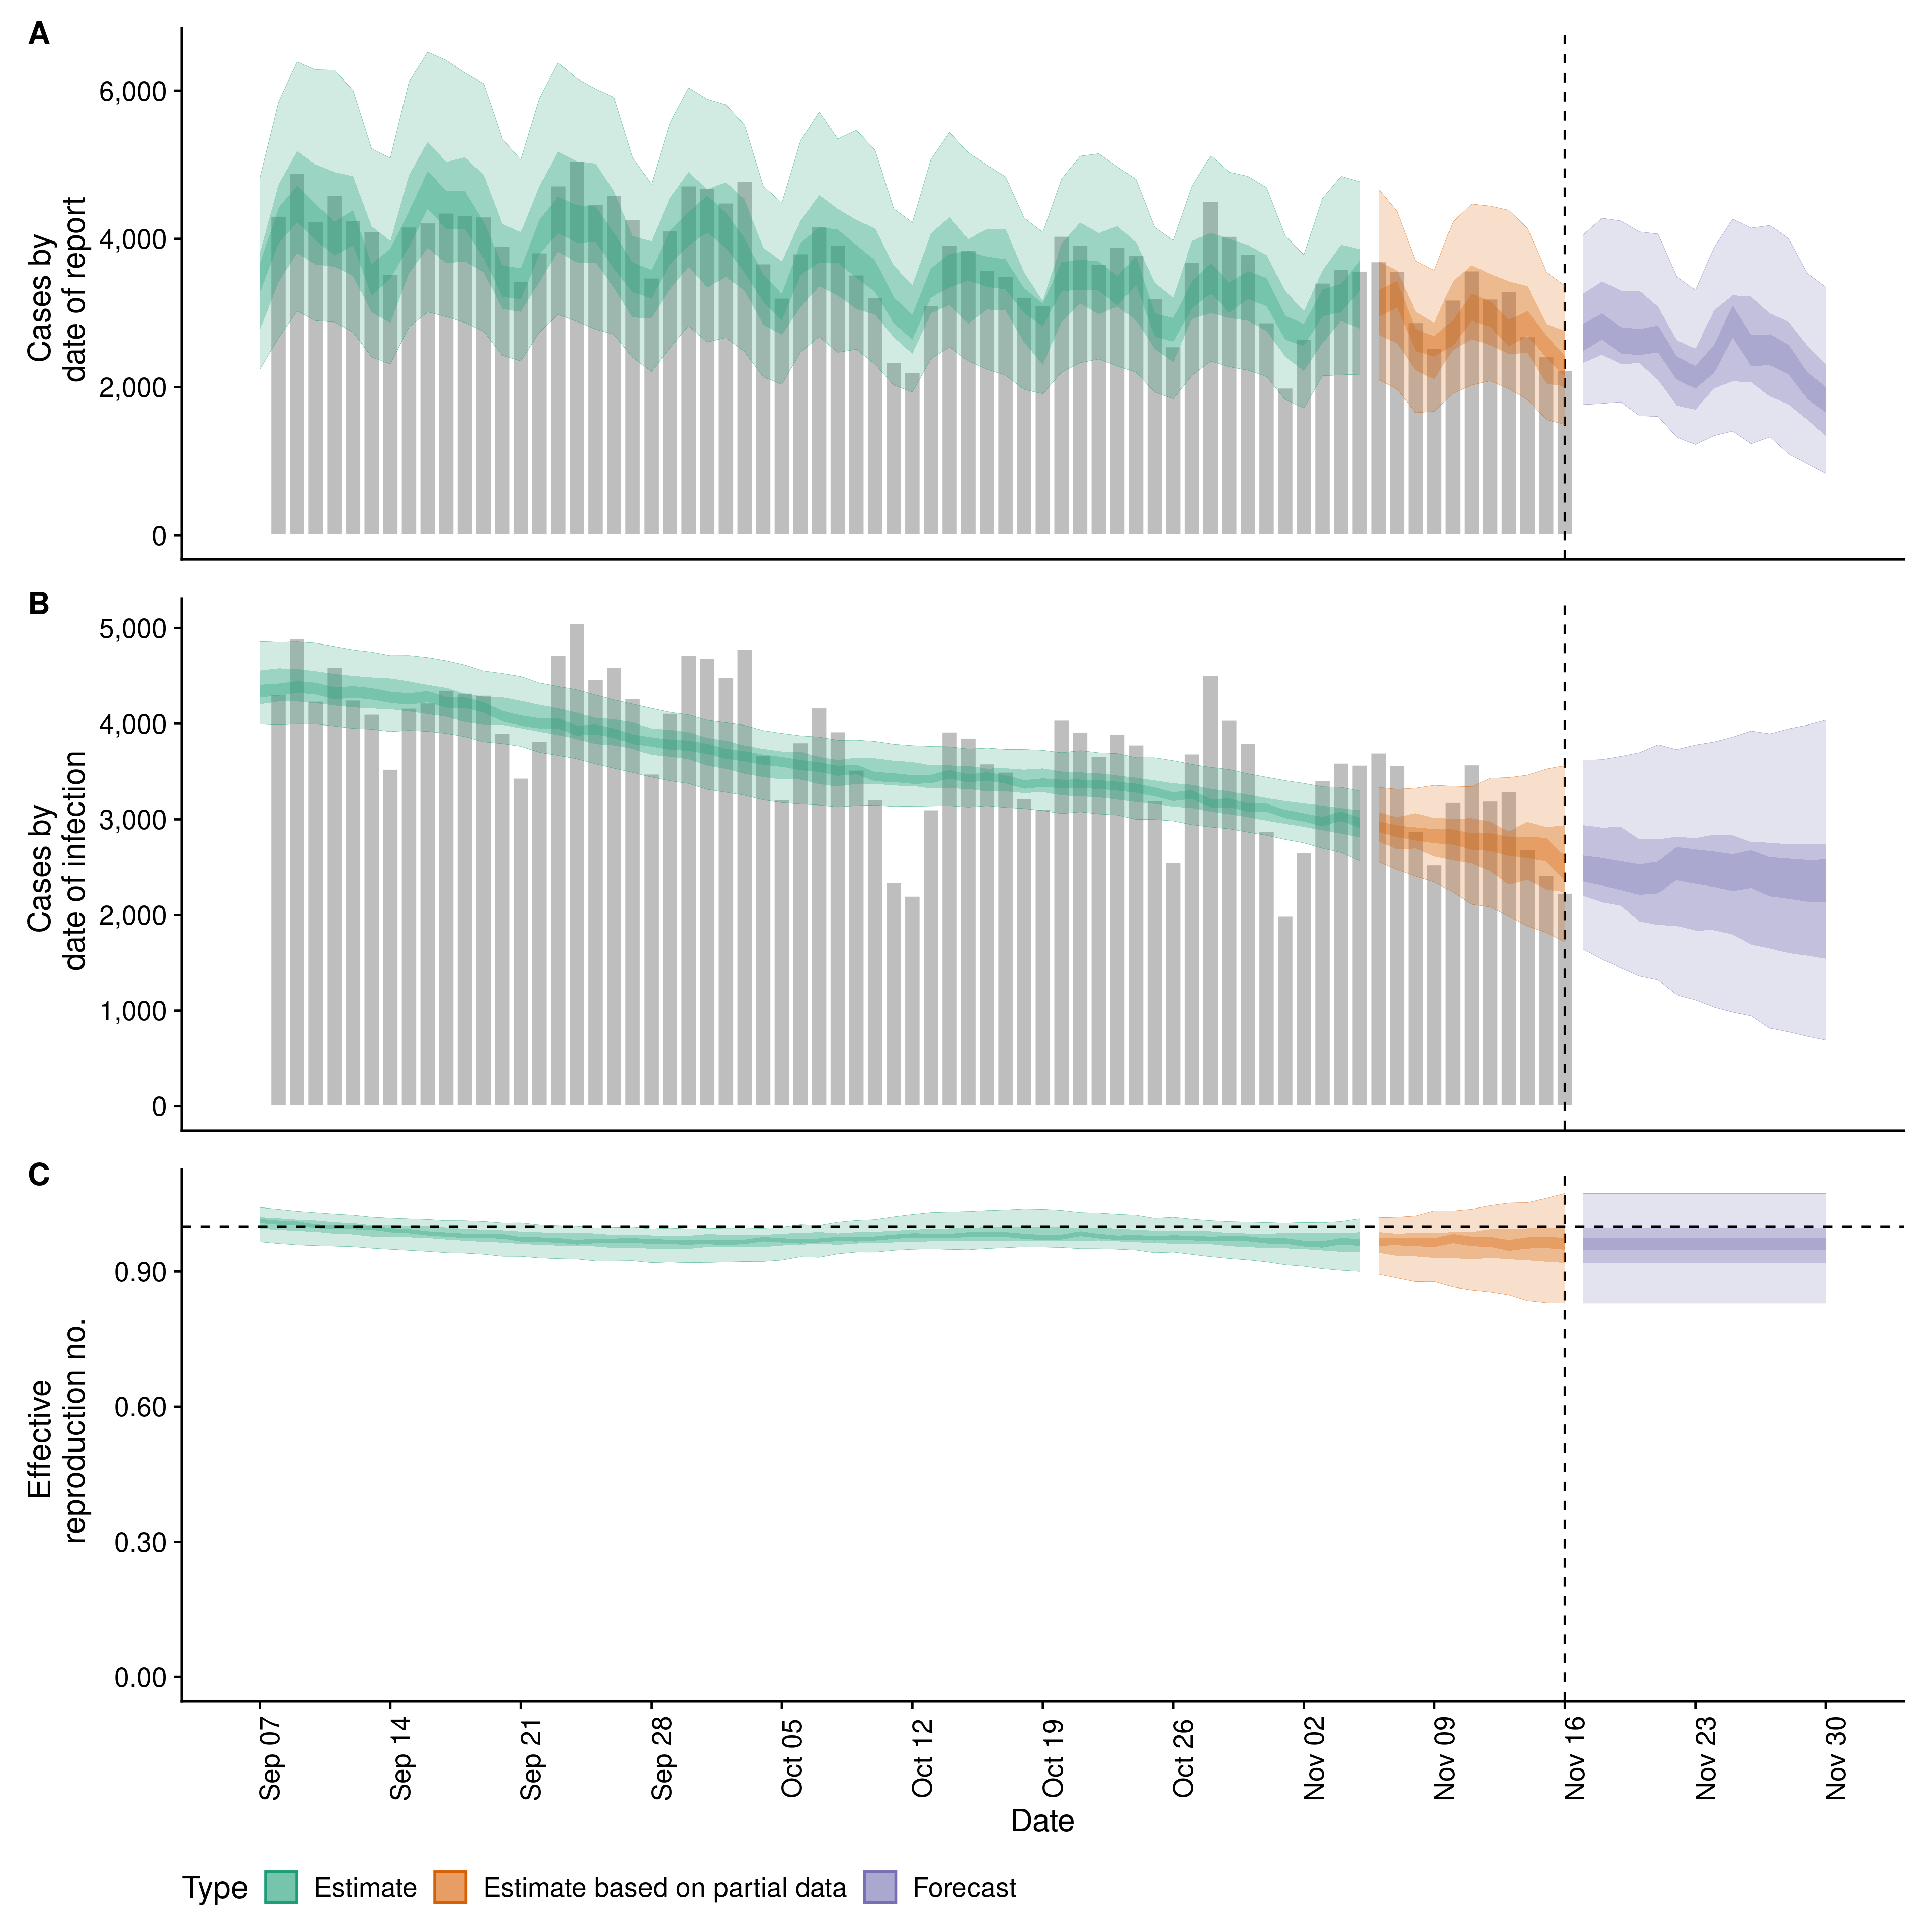 A
Cases by
date of report
6,000
4,000
2,000
0
B
Cases by
date of infection
5,000
4,000
3,000
2,000
1,000
0
C
Effective
reproduction no.
0.90
0.60
0.30
0.00
Sep 07
Sep 14
Sep 21
Sep 28
Oct 05
Oct 12
Oct 19
Oct 26
Nov 02
Nov 09
Nov 16
Nov 23
Nov 30
Date
Type Estimate Estimate based on partial data Forecast